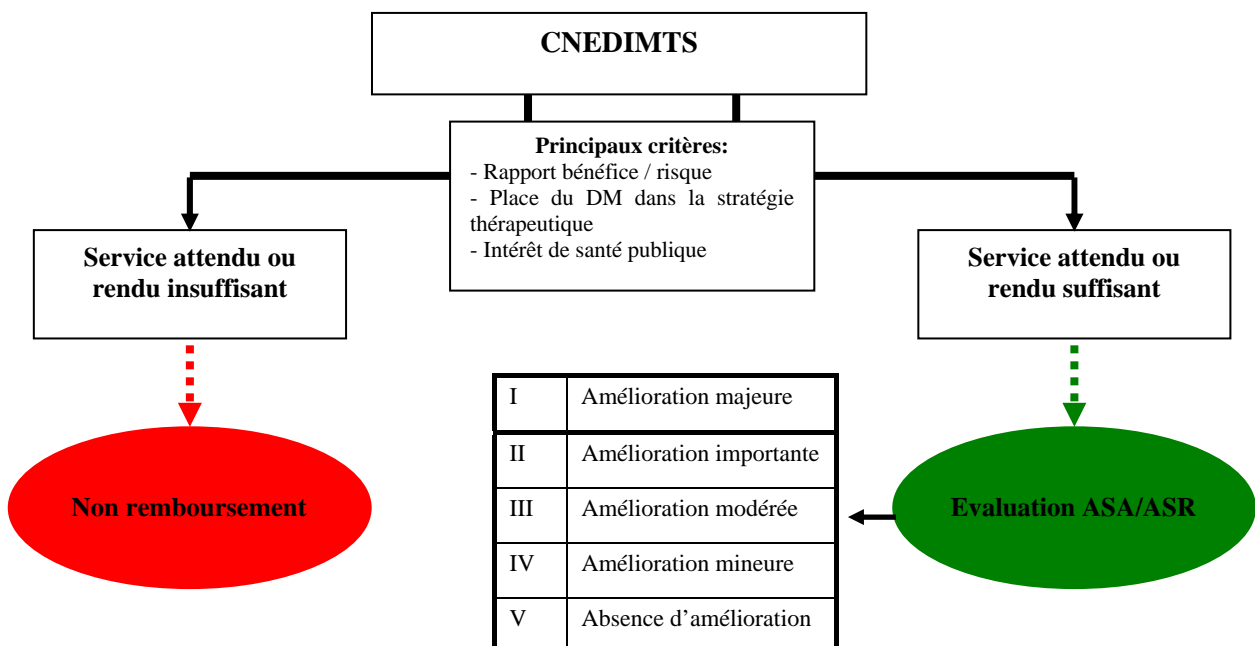 CNEDIMTS
Principaux critères:
- Rapport bénéfice / risque
- Place du DM dans la stratégie
thérapeutique
- Intérêt de santé publique
Service attendu ou
rendu insuffisant
Service attendu ou
rendu suffisant
Non remboursement
I Amélioration majeure
II Amélioration importante
III Amélioration modérée
IV Amélioration mineure
V Absence d’amélioration
Evaluation ASA/ASR